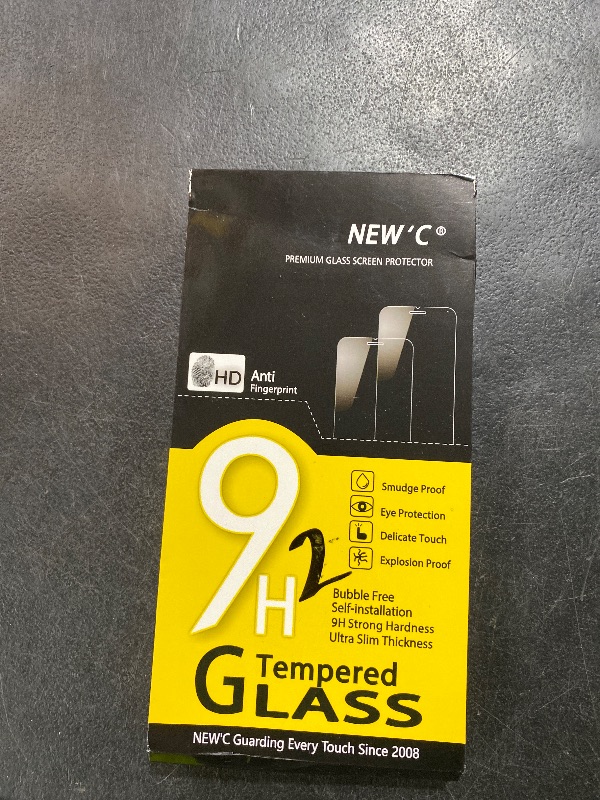 NEW'C ®
PREMIUM GLASS SCREEN PROTECTOR
HD
Anti
Fingerprint
9H
2
Smudge Proof
Eye Protection
Delicate Touch
Explosion Proof
Bubble Free
Self-installation
9H Strong Hardness
Ultra Slim Thickness
Tempered
GLASS
NEW'C Guarding Every Touch Since 2008